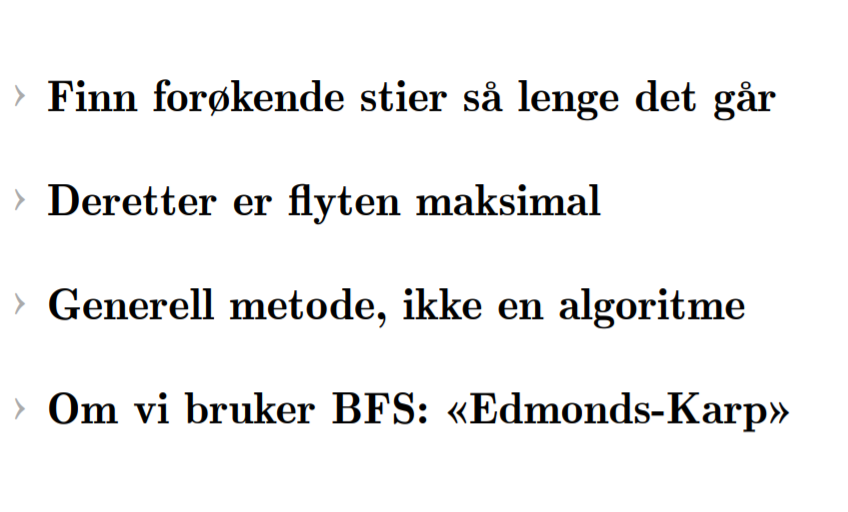 › Finn forøkende stier så lenge det går
› Deretter er flyten maksimal
› Generell metode, ikke en algoritme
› Om vi bruker BFS: «Edmonds-Karp»